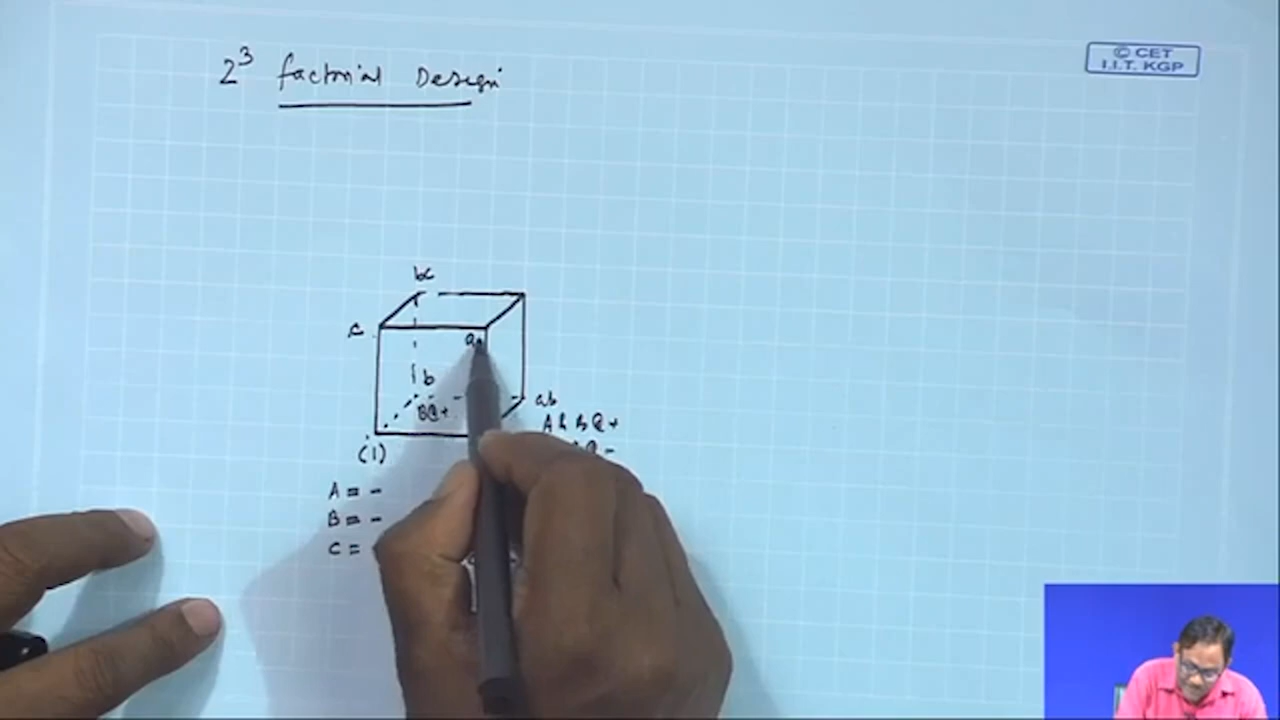 2³ factorial Design
© CET
I.I.T. KGP
bc
c
a
b
ab
B@+
A & B @ +
@ -
(1)
A = -
B = -
C =